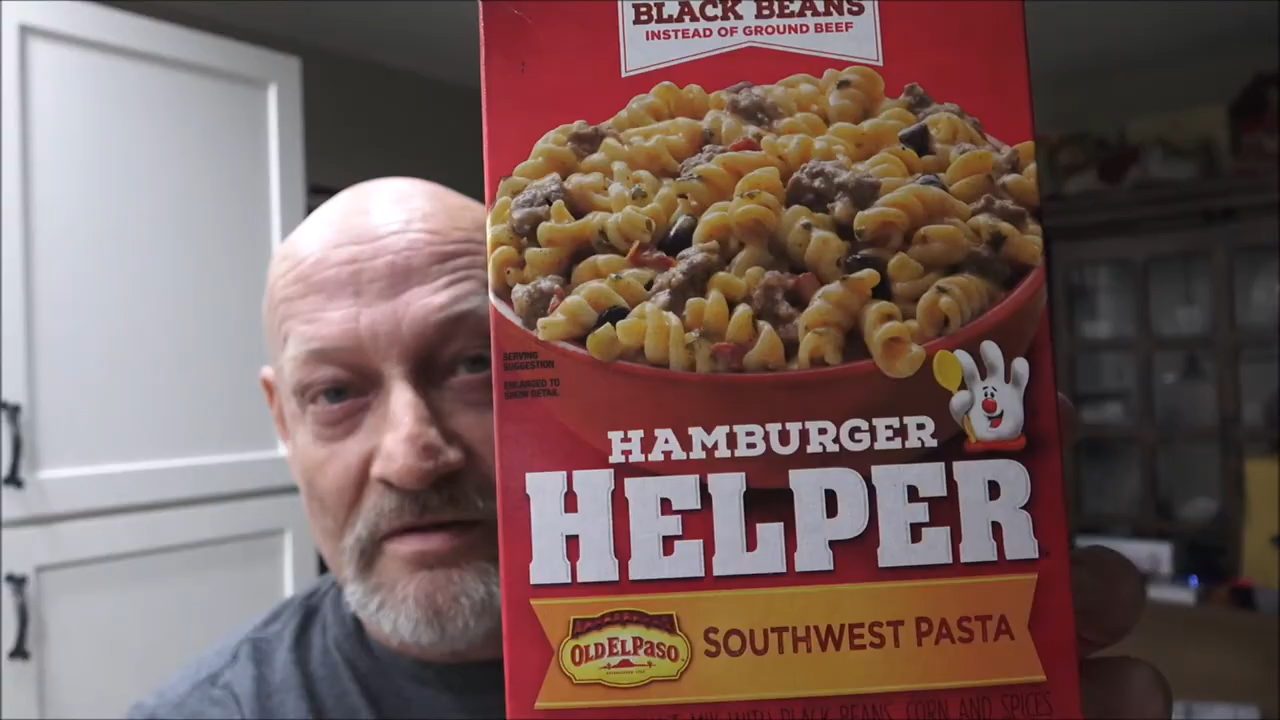 BLACK BEANS
INSTEAD OF GROUND BEEF
SERVING
SUGGESTION
ENLARGED TO
SHOW DETAIL
HAMBURGER
HELPER
OLD EL PASO
SOUTHWEST PASTA
MIX WITH BLACK BEANS, CORN AND SPICES